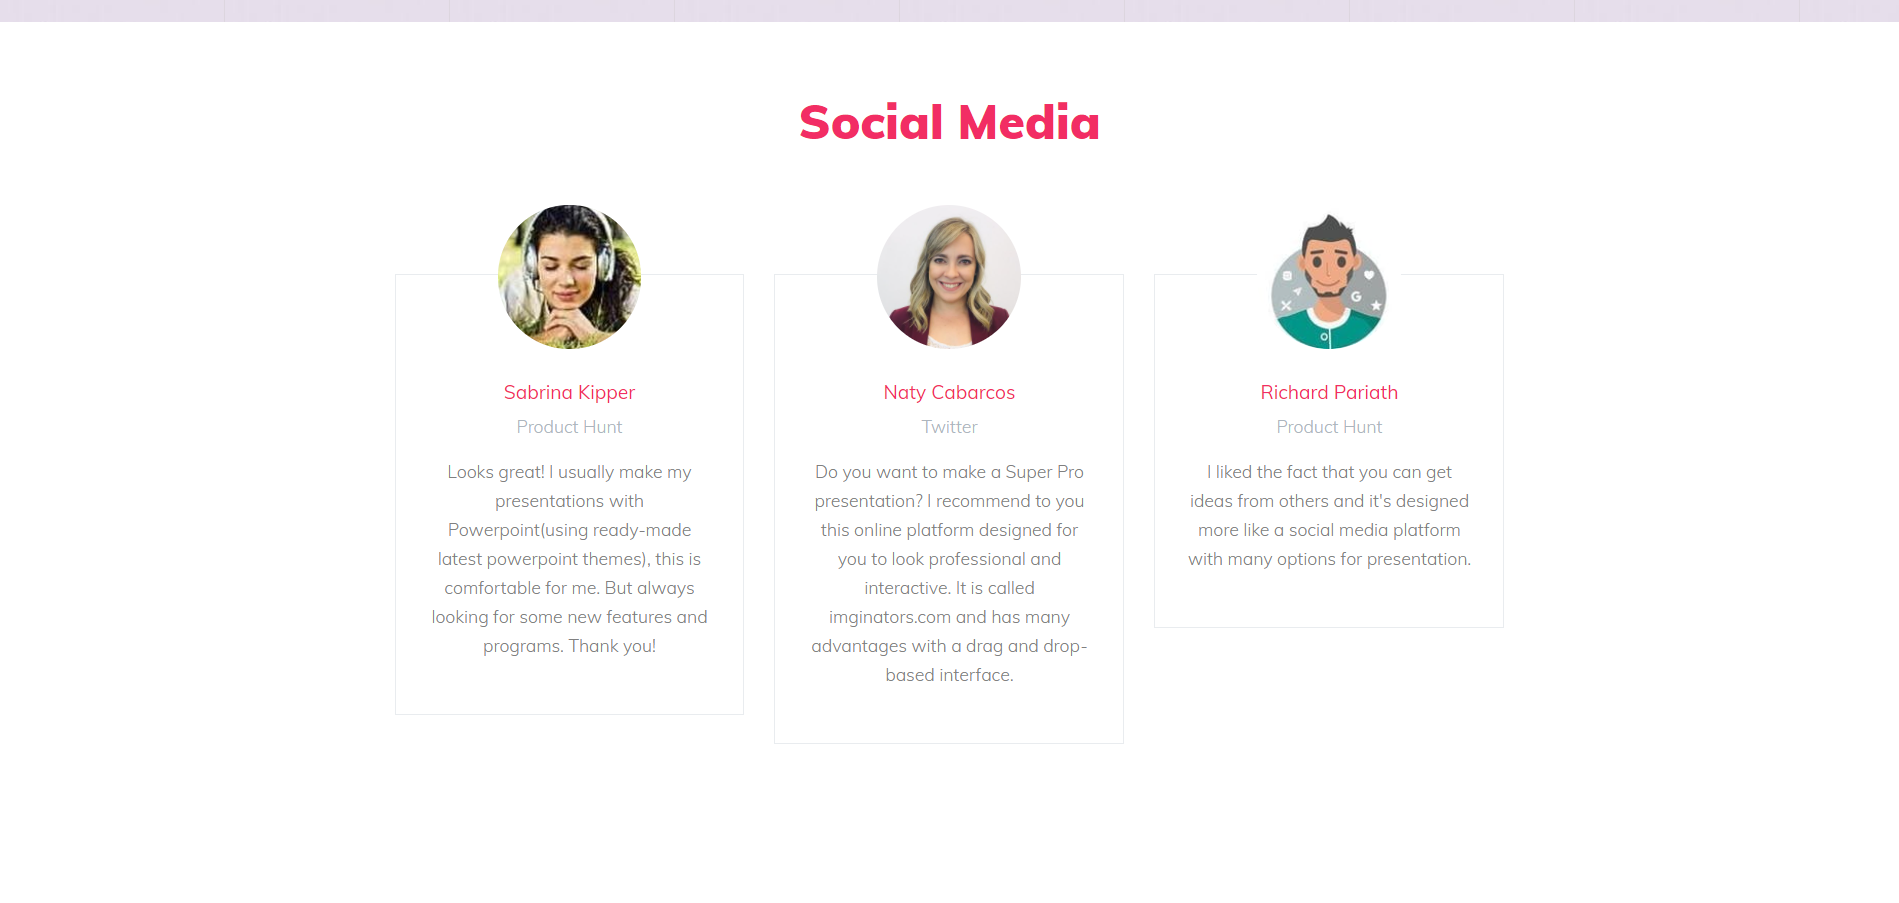 Social Media
Sabrina Kipper
Product Hunt
Looks great! I usually make my
presentations with
Powerpoint(using ready-made
latest powerpoint themes), this is
comfortable for me. But always
looking for some new features and
programs. Thank you!
Naty Cabarcos
Twitter
Do you want to make a Super Pro
presentation? I recommend to you
this online platform designed for
you to look professional and
interactive. It is called
imginators.com and has many
advantages with a drag and drop-
based interface.
Richard Pariath
Product Hunt
I liked the fact that you can get
ideas from others and it's designed
more like a social media platform
with many options for presentation.